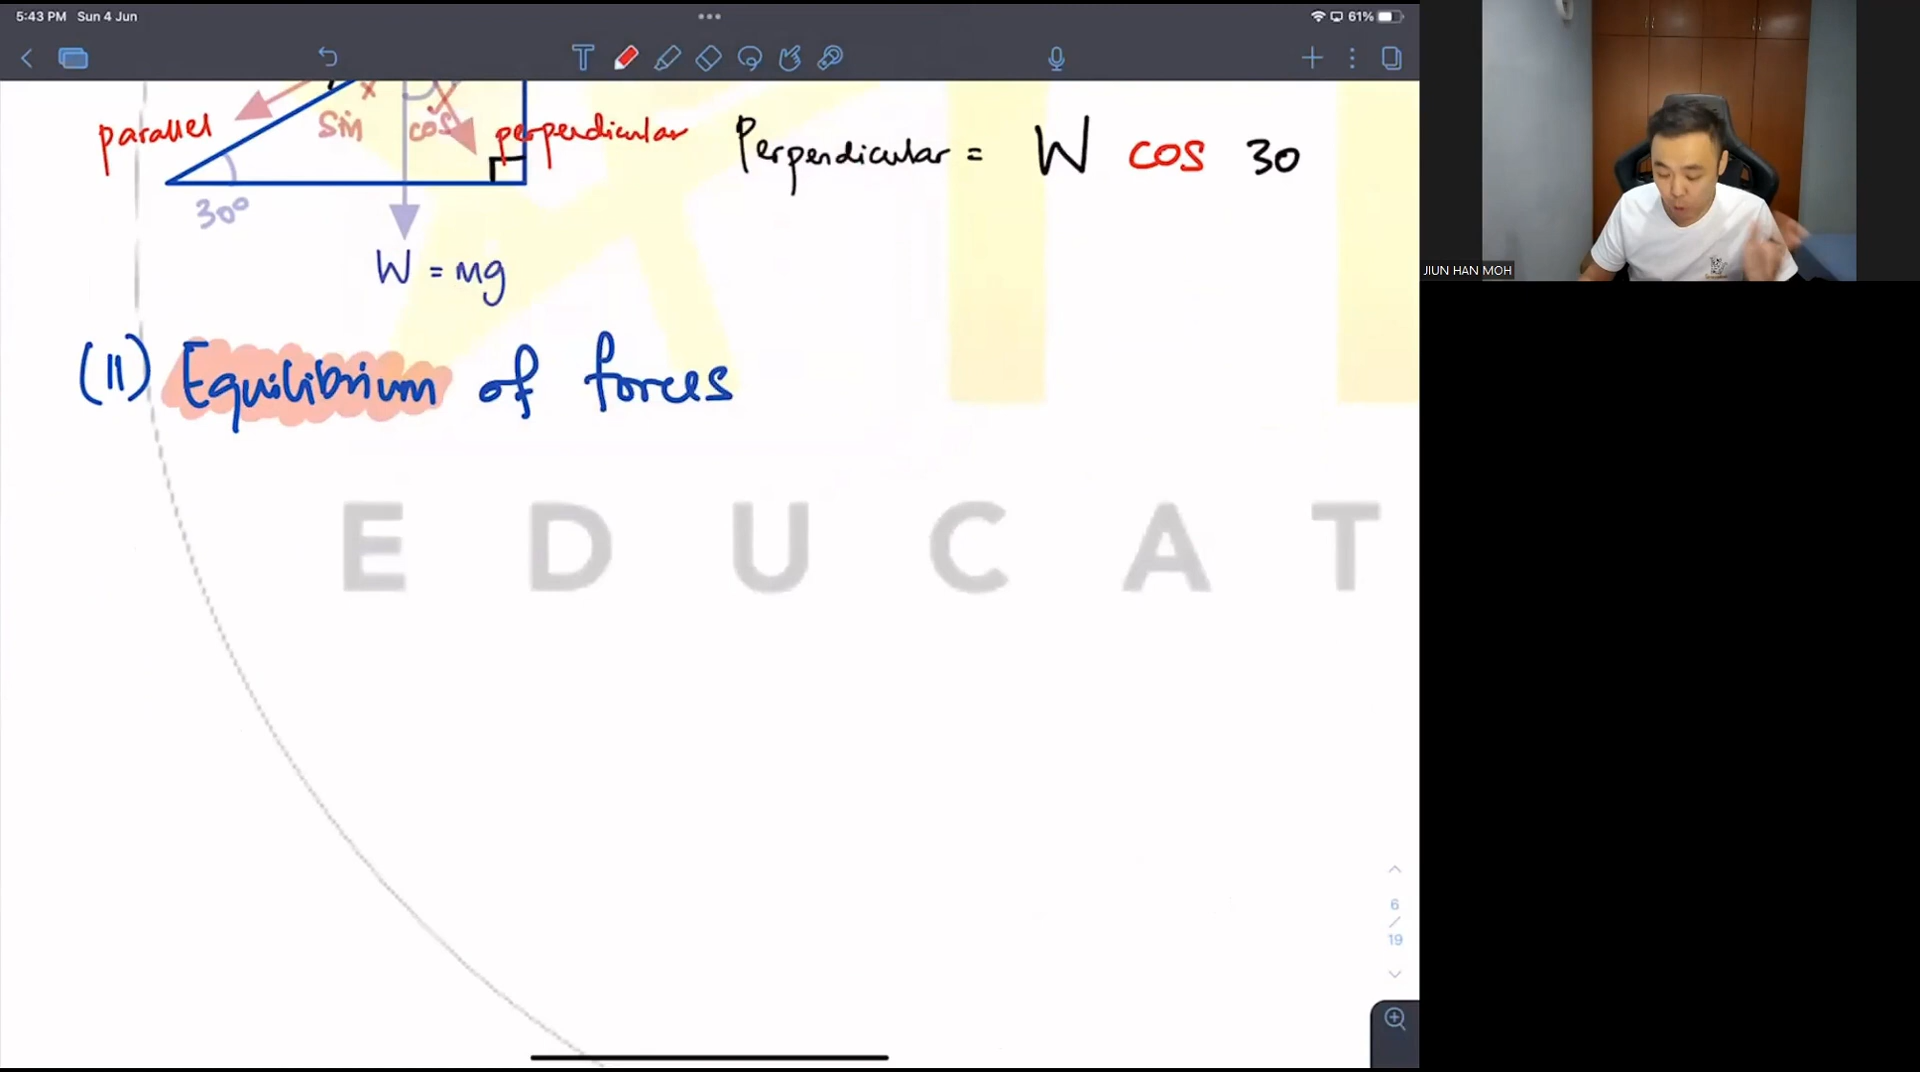 5:43 PM Sun 4 Jun
61%
parallel
sin
cos
perpendicular
Perpendicular = W cos 30
30°
W = mg
JIUN HAN MOH
(11) Equilibrium of forces
E D U C A T
6
/
19